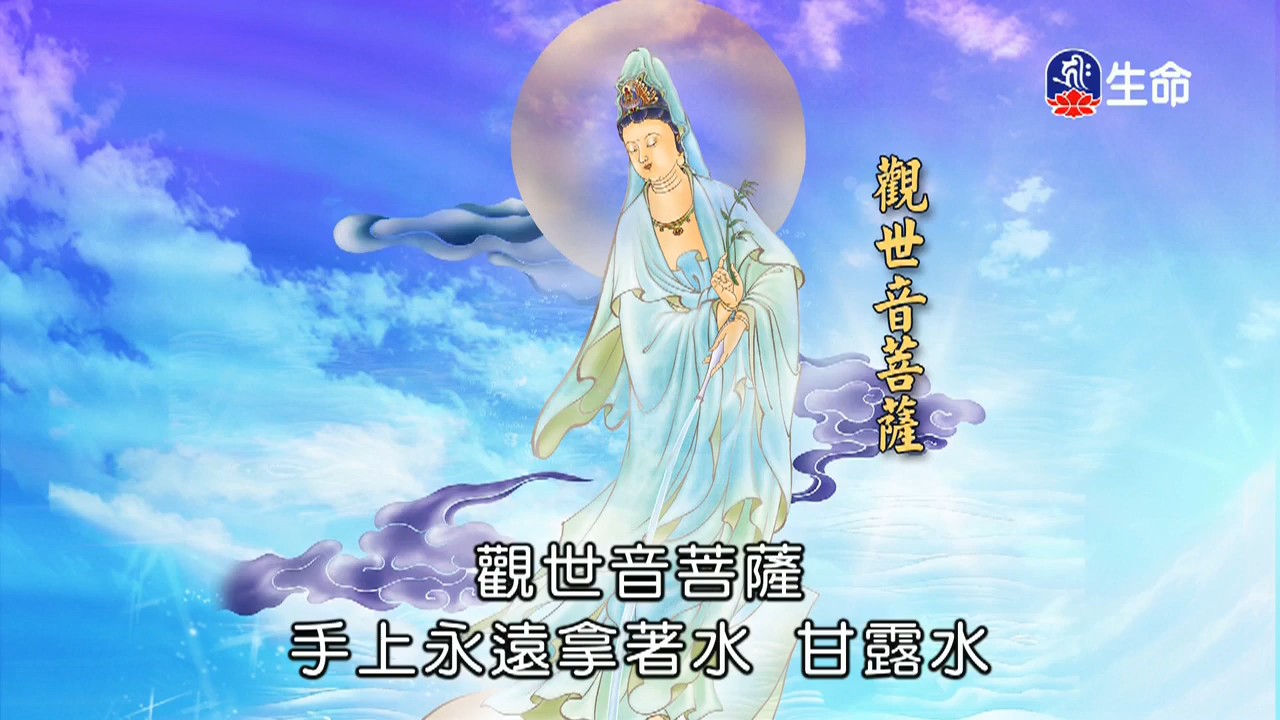 生命
觀世音菩薩
觀世音菩薩
手上永遠拿著水 甘露水